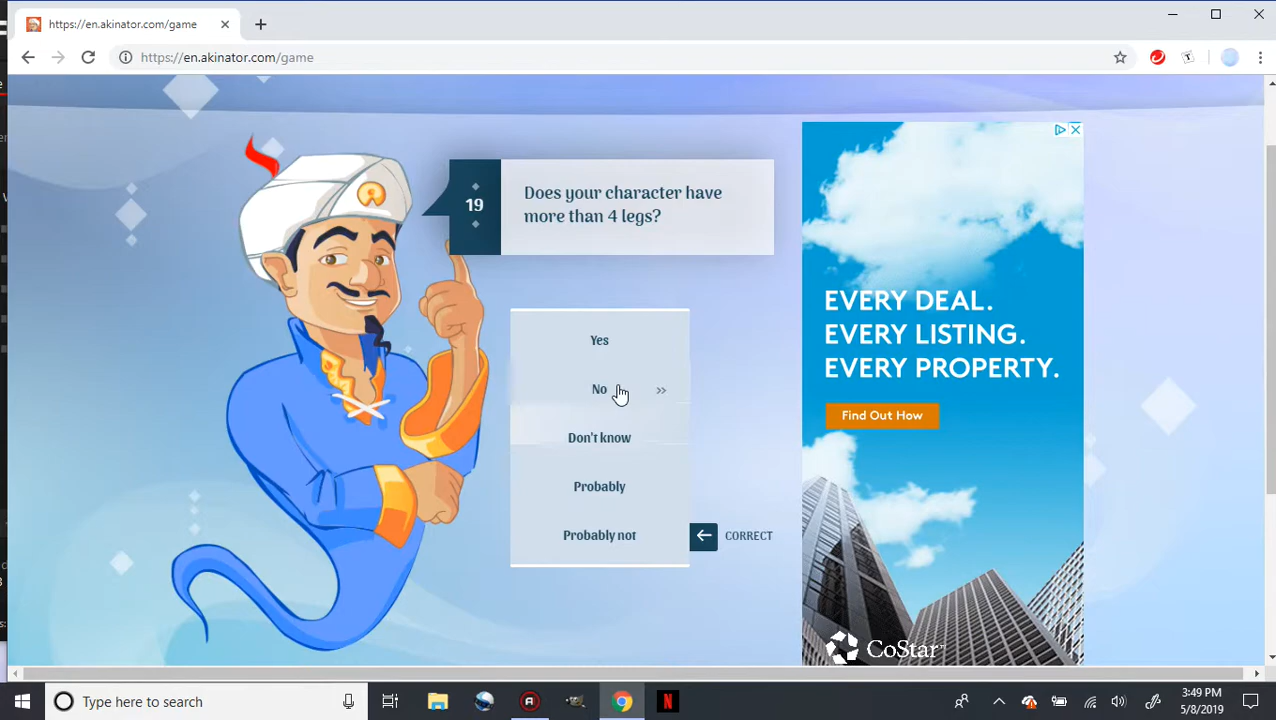 https://en.akinator.com/game
https://en.akinator.com/game
19
Does your character have
more than 4 legs?
Yes
No
Don't know
Probably
Probably not
CORRECT
EVERY DEAL.
EVERY LISTING.
EVERY PROPERTY.
Find Out How
CoStar™
Type here to search
3:49 PM
5/8/2019